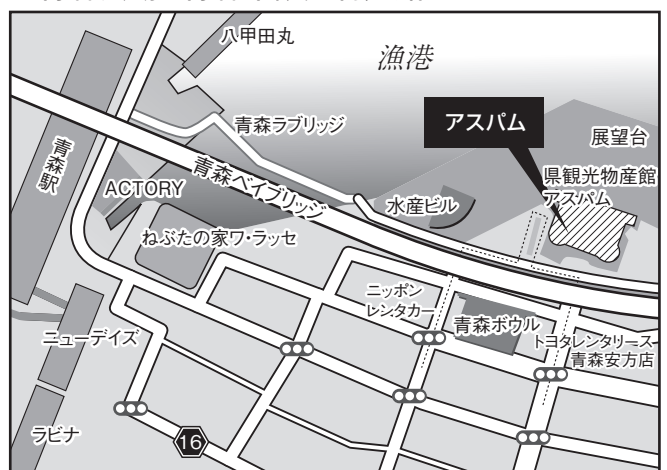 八甲田丸
漁港
青森ラブリッジ
アスパム
展望台
青森駅
県観光物産館
アスパム
ACTORY
青森ベイブリッジ
水産ビル
ねぶたの家ワ・ラッセ
ニッポン
レンタカー
青森ボウル
ニューデイズ
トヨタレンタリース
青森安方店
ラビナ
16